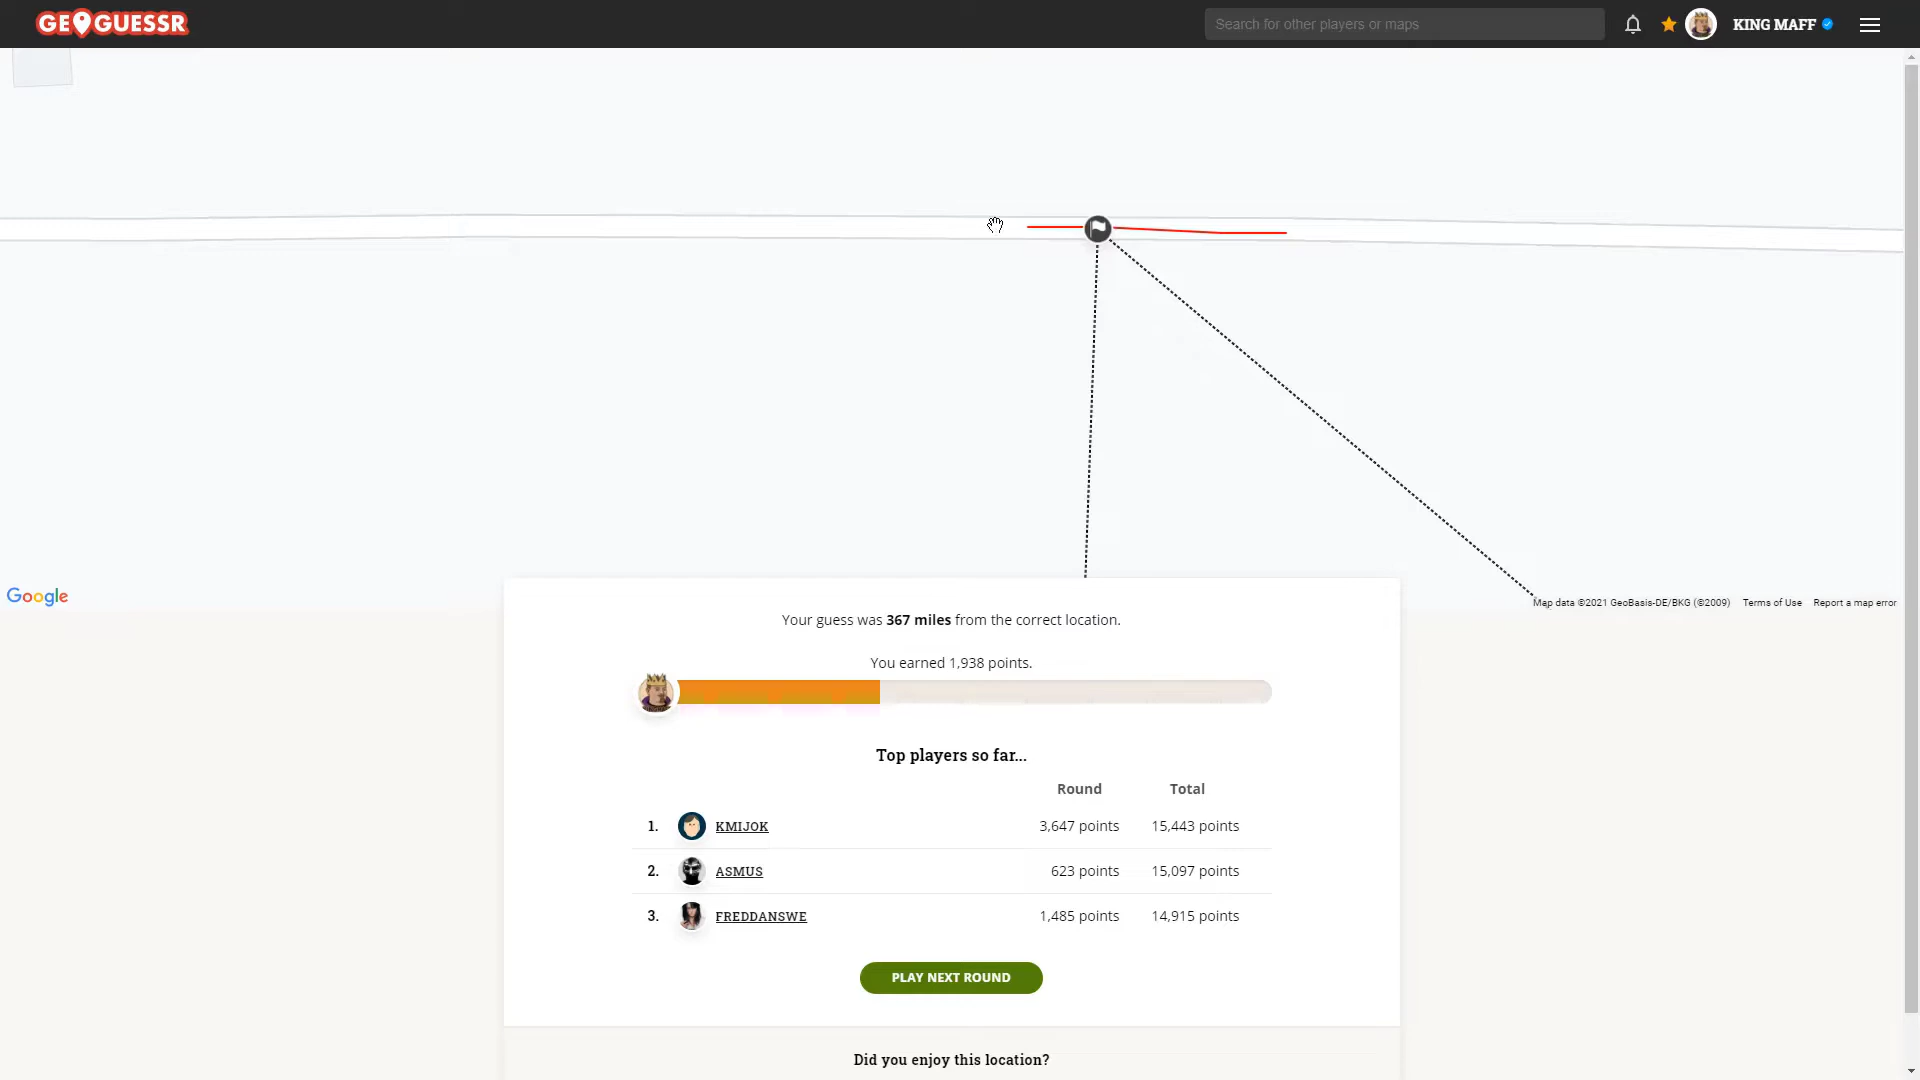 GEOGUESSR
Search for other players or maps
KING MAFF
Google
Map data ©2021 GeoBasis-DE/BKG (©2009) Terms of Use Report a map error
Your guess was 367 miles from the correct location.
You earned 1,938 points.
Top players so far...
Round Total
1. KMIJOK 3,647 points 15,443 points
2. ASMUS 623 points 15,097 points
3. FREDDANSWE 1,485 points 14,915 points
PLAY NEXT ROUND
Did you enjoy this location?